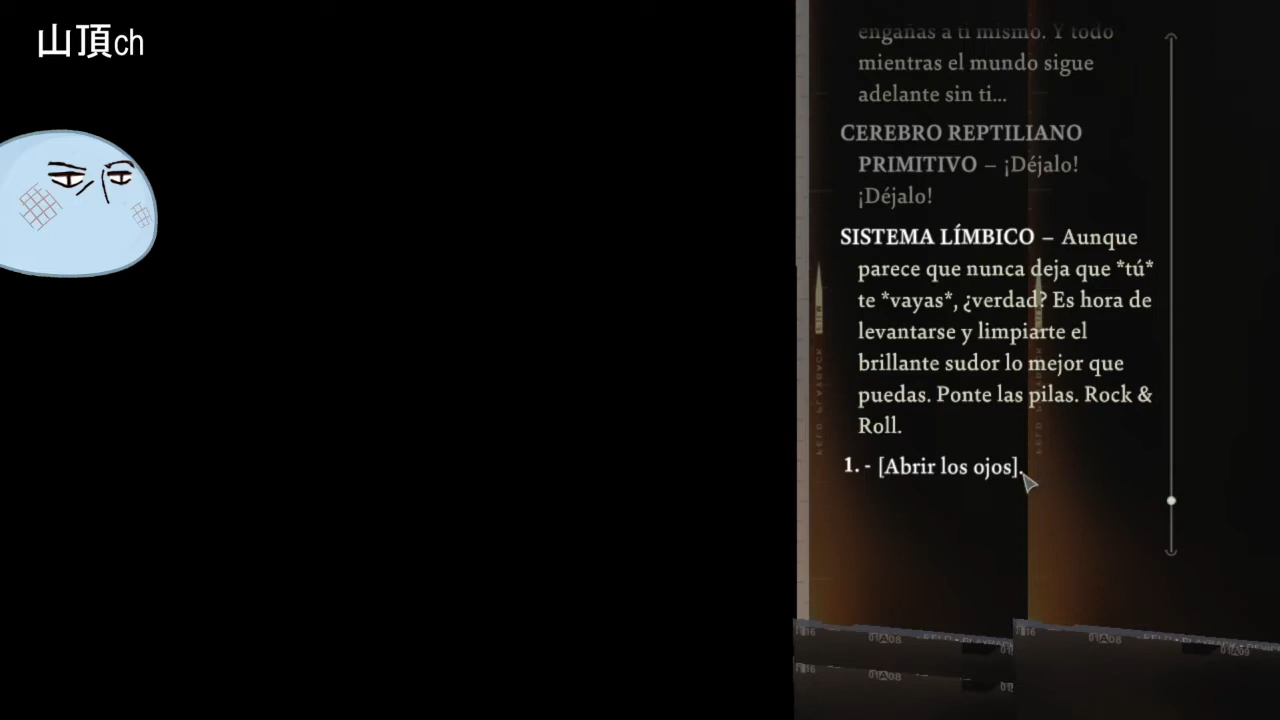 山頂ch
engañas a ti mismo. Y todo
mientras el mundo sigue
adelante sin ti...
CEREBRO REPTILIANO
PRIMITIVO – ¡Déjalo!
¡Déjalo!
SISTEMA LÍMBICO – Aunque
parece que nunca deja que *tú*
te *vayas*, ¿verdad? Es hora de
levantarse y limpiarte el
brillante sudor lo mejor que
puedas. Ponte las pilas. Rock &
Roll.
1. - [Abrir los ojos].